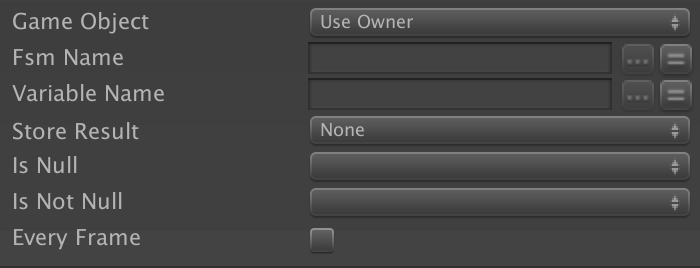 Game Object Use Owner
Fsm Name ... =
Variable Name ... =
Store Result None
Is Null
Is Not Null
Every Frame